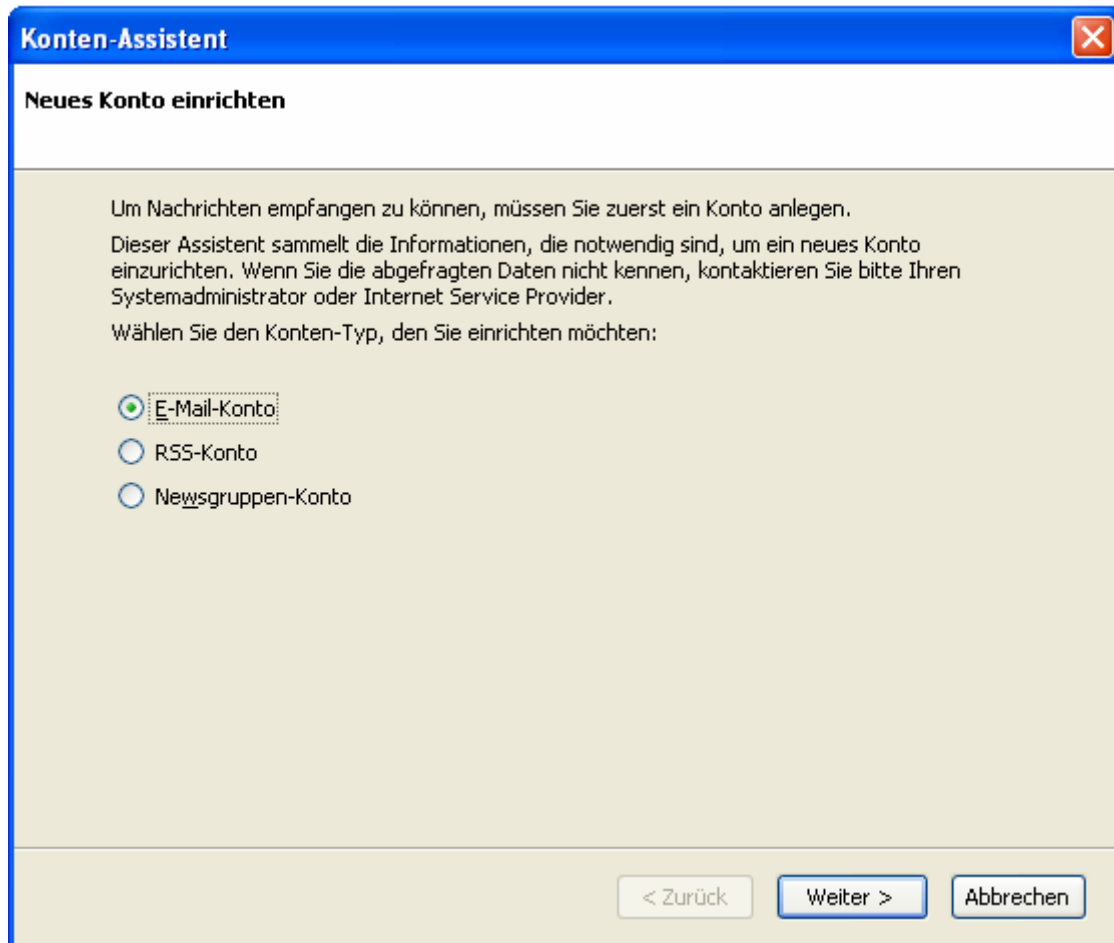 Konten-Assistent
Neues Konto einrichten
Um Nachrichten empfangen zu können, müssen Sie zuerst ein Konto anlegen.
Dieser Assistent sammelt die Informationen, die notwendig sind, um ein neues Konto
einzurichten. Wenn Sie die abgefragten Daten nicht kennen, kontaktieren Sie bitte Ihren
Systemadministrator oder Internet Service Provider.
Wählen Sie den Konten-Typ, den Sie einrichten möchten:
E-Mail-Konto
RSS-Konto
Newsgruppen-Konto
< Zurück Weiter > Abbrechen